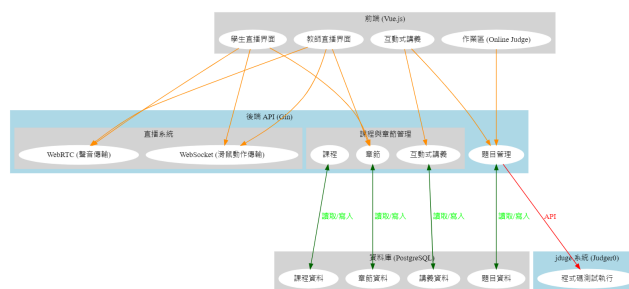 前端 (Vue.js)
學生直播界面
教師直播界面
互動式講義
作業區 (Online Judge)
後端 API (Gin)
直播系統
課程與章節管理
WebRTC (聲音傳輸)
WebSocket (滑鼠動作傳輸)
課程
章節
互動式講義
題目管理
讀取/寫入
讀取/寫入
讀取/寫入
讀取/寫入
API
資料庫 (PostgreSQL)
jduge 系統 (Judger0)
課程資料
章節資料
講義資料
題目資料
程式碼測試執行